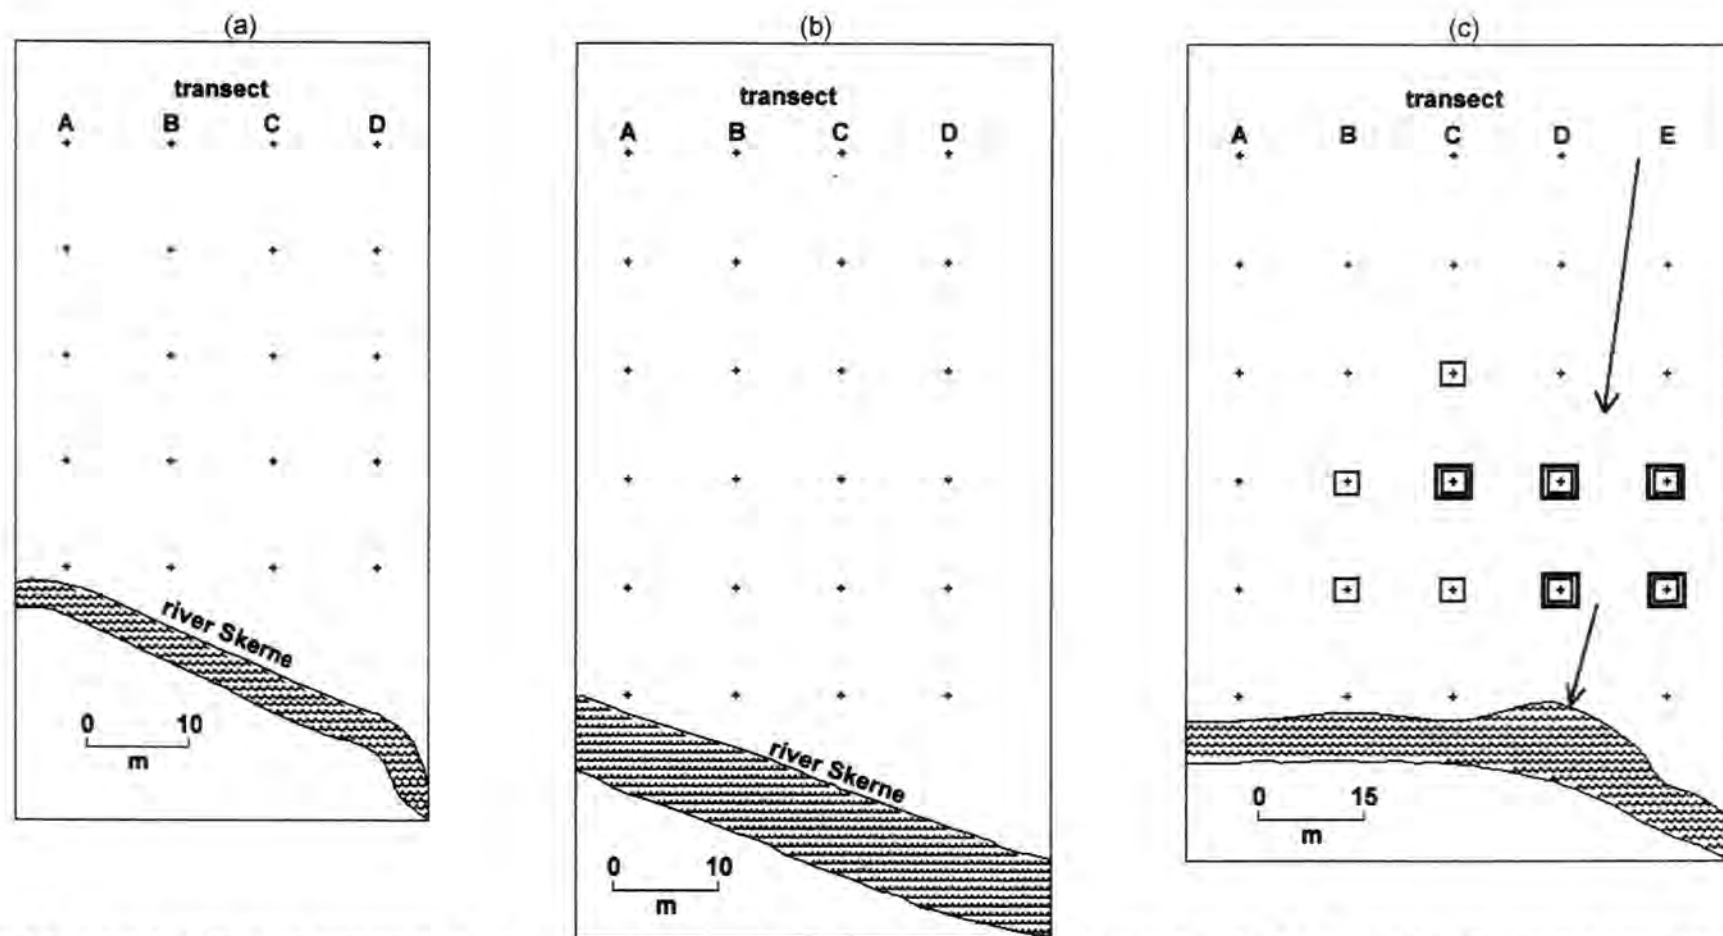 (a)
transect
A B C D
river Skerne
0 10
m
(b)
transect
A B C D
river Skerne
0 10
m
(c)
transect
A B C D E
0 15
m